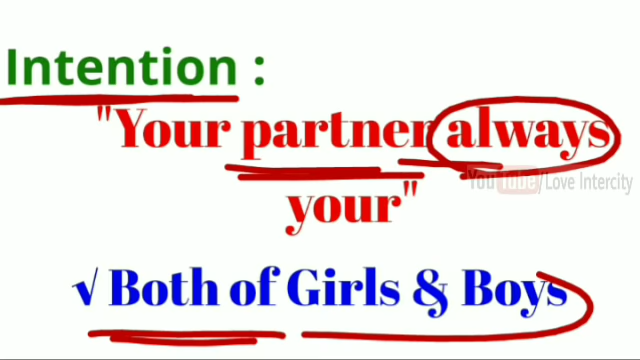 Intention :
"Your partner always
YouTube/Love Intercity
your"
√ Both of Girls & Boys